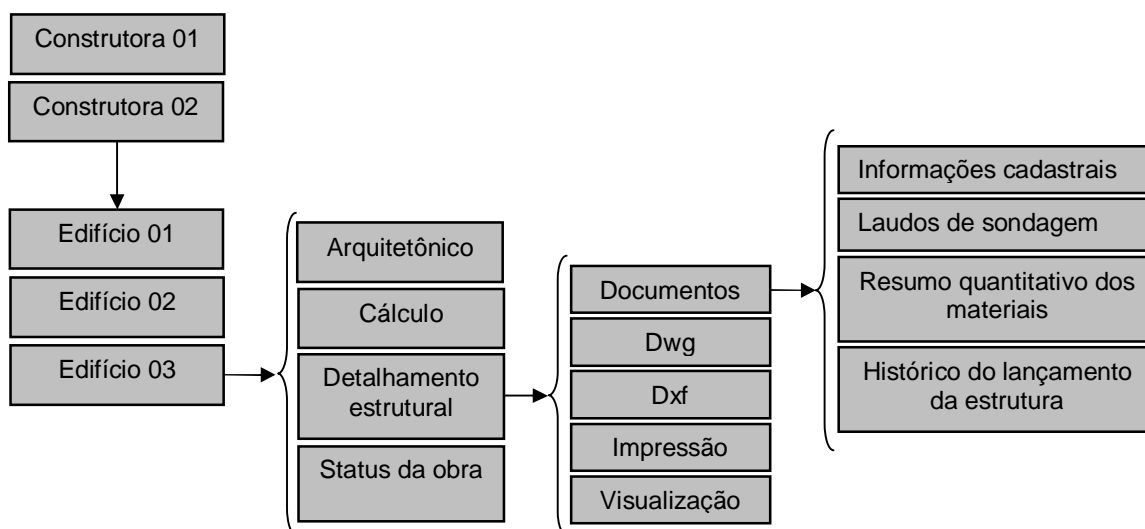 Construtora 01
Construtora 02
Edifício 01
Edifício 02
Edifício 03
Arquitetônico
Cálculo
Detalhamento
estrutural
Status da obra
Documentos
Dwg
Dxf
Impressão
Visualização
Informações cadastrais
Laudos de sondagem
Resumo quantitativo dos
materiais
Histórico do lançamento
da estrutura